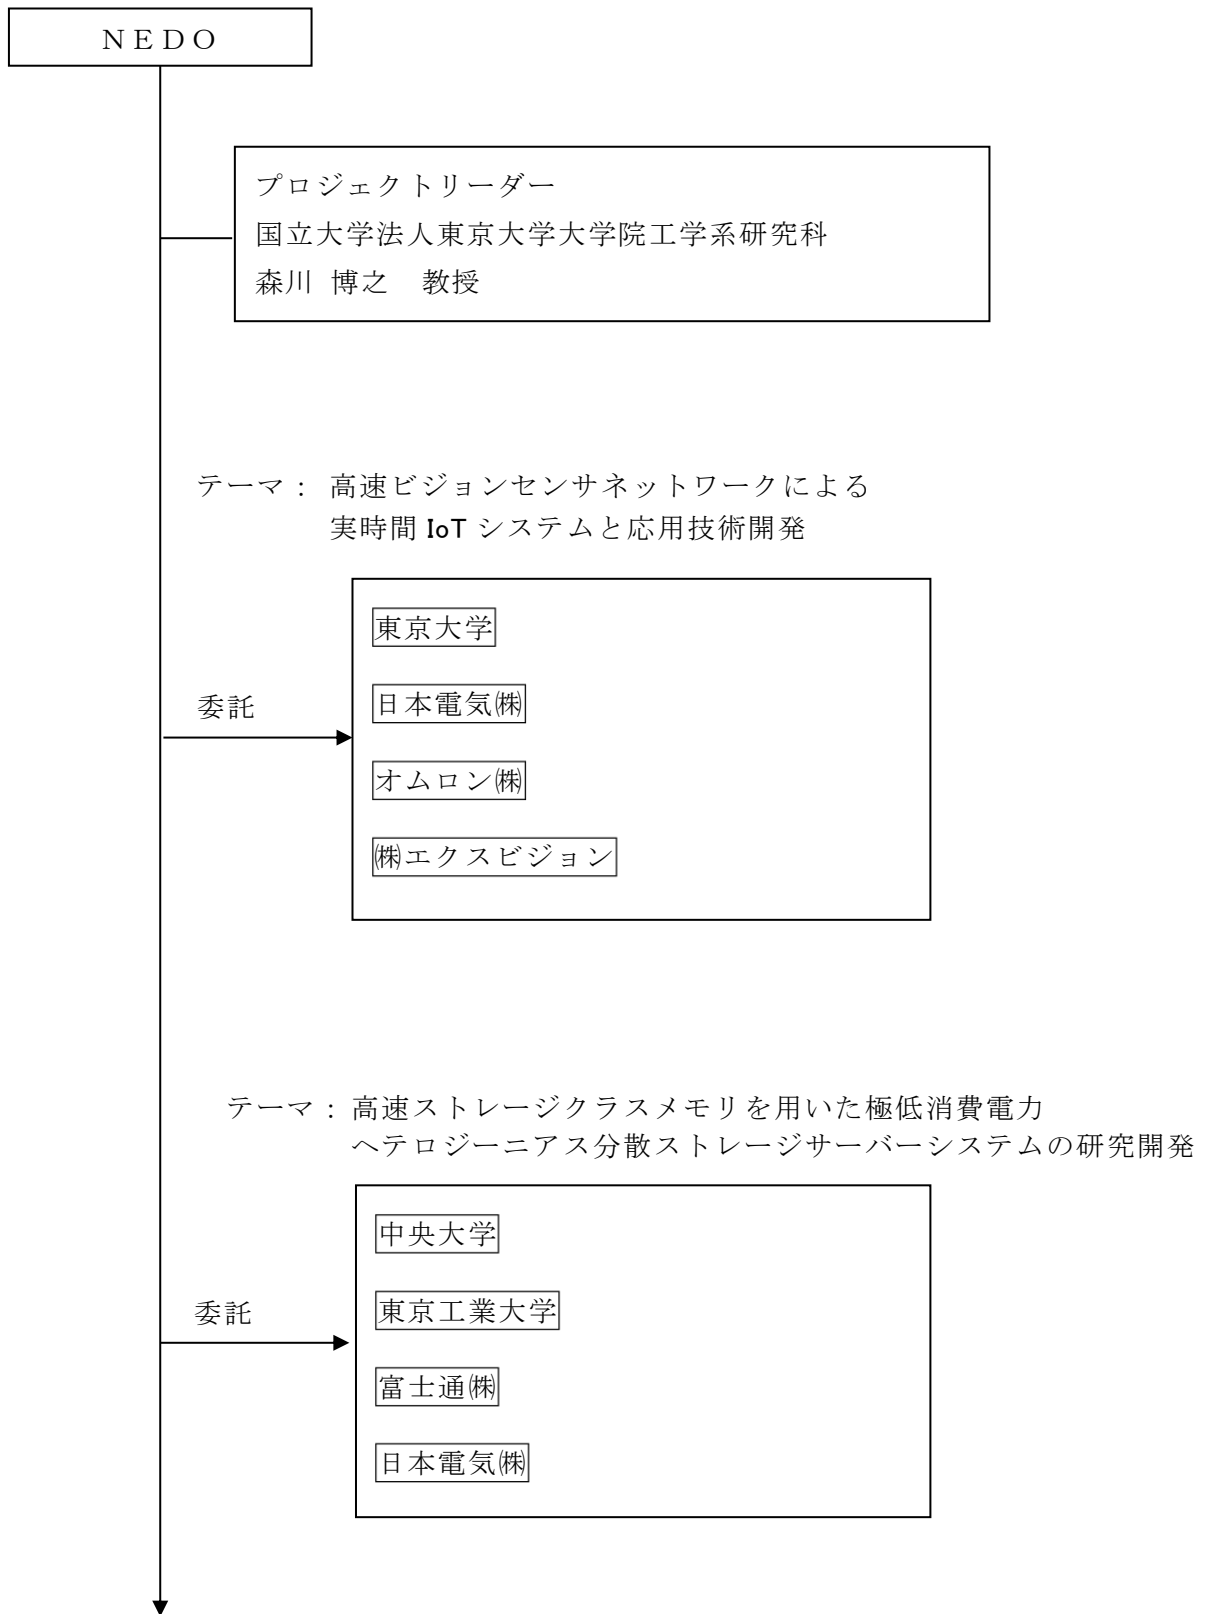 ＮＥＤＯ
プロジェクトリーダー
国立大学法人東京大学大学院工学系研究科
森川 博之　教授
テーマ： 高速ビジョンセンサネットワークによる
実時間 IoT システムと応用技術開発
東京大学
日本電気㈱
委託
オムロン㈱
㈱エクスビジョン
テーマ：高速ストレージクラスメモリを用いた極低消費電力
ヘテロジーニアス分散ストレージサーバーシステムの研究開発
中央大学
東京工業大学
委託
富士通㈱
日本電気㈱